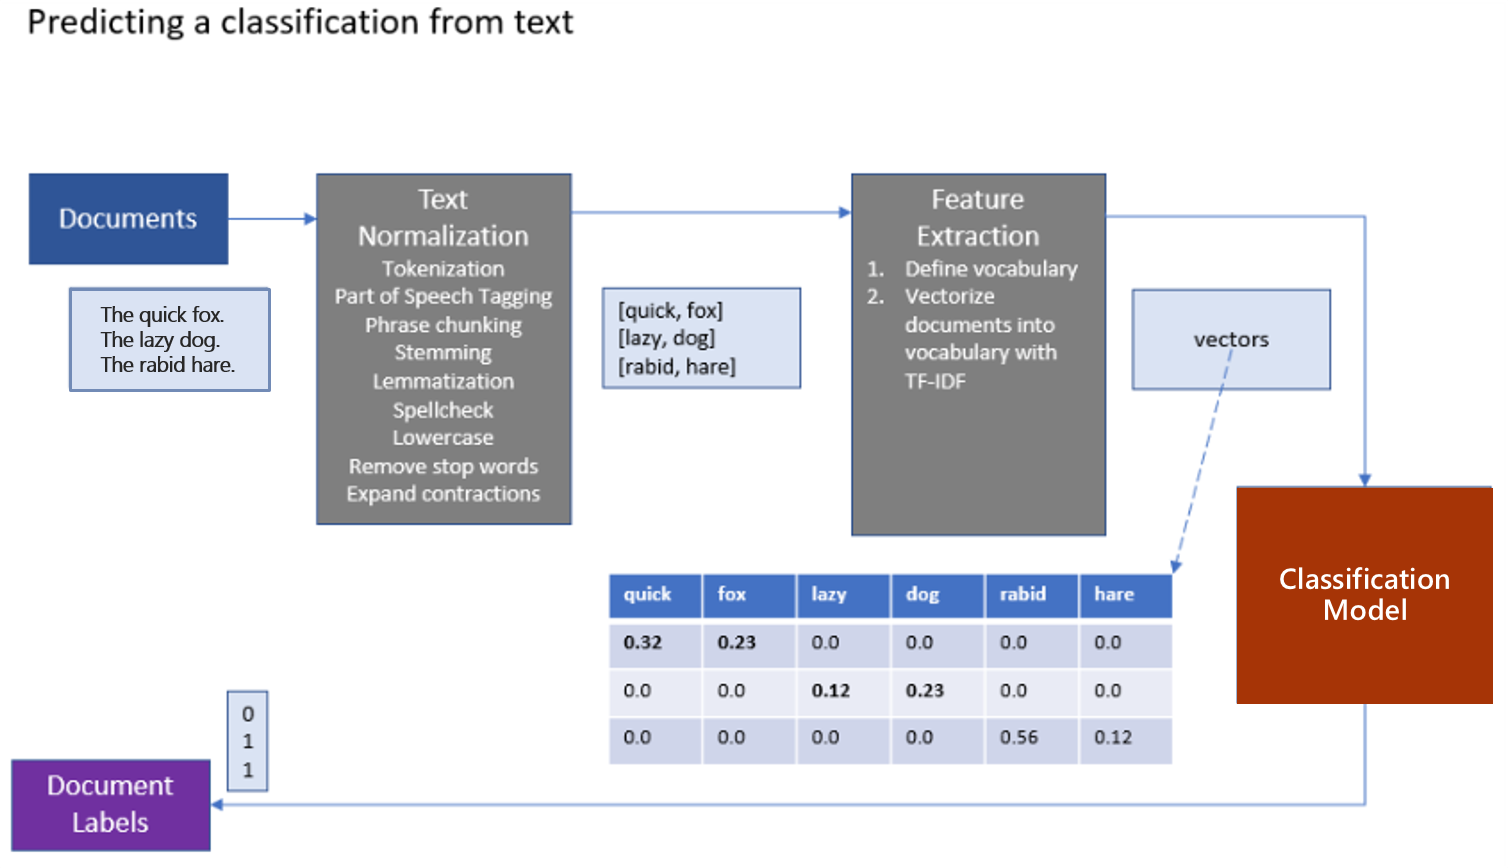 Predicting a classification from text
Documents
The quick fox.
The lazy dog.
The rabid hare.
Text
Normalization
Tokenization
Part of Speech Tagging
Phrase chunking
Stemming
Lemmatization
Spellcheck
Lowercase
Remove stop words
Expand contractions
[quick, fox]
[lazy, dog]
[rabid, hare]
Feature
Extraction
1. Define vocabulary
2. Vectorize
documents into
vocabulary with
TF-IDF
vectors
Classification
Model
quick fox lazy dog rabid hare
0.32 0.23 0.0 0.0 0.0 0.0
0.0 0.0 0.12 0.23 0.0 0.0
0.0 0.0 0.0 0.0 0.56 0.12
0
1
1
Document
Labels